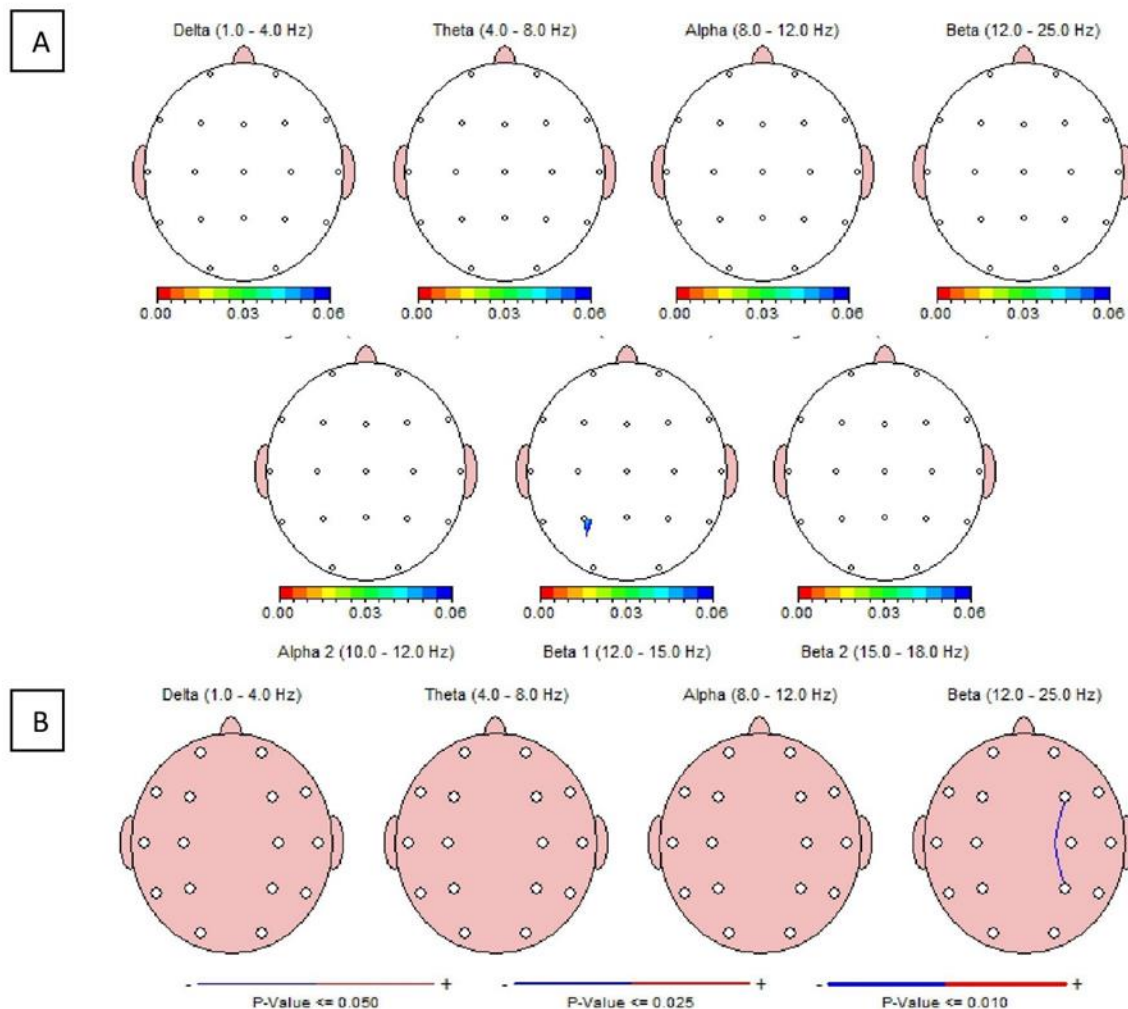 A
Delta (1.0 - 4.0 Hz) Theta (4.0 - 8.0 Hz) Alpha (8.0 - 12.0 Hz) Beta (12.0 - 25.0 Hz)
0.00 0.03 0.06 0.00 0.03 0.06 0.00 0.03 0.06 0.00 0.03 0.06
0.00 0.03 0.06 0.00 0.03 0.06 0.00 0.03 0.06
Alpha 2 (10.0 - 12.0 Hz) Beta 1 (12.0 - 15.0 Hz) Beta 2 (15.0 - 18.0 Hz)
B
Delta (1.0 - 4.0 Hz) Theta (4.0 - 8.0 Hz) Alpha (8.0 - 12.0 Hz) Beta (12.0 - 25.0 Hz)
- + - + - +
P-Value <= 0.050 P-Value <= 0.025 P-Value <= 0.010